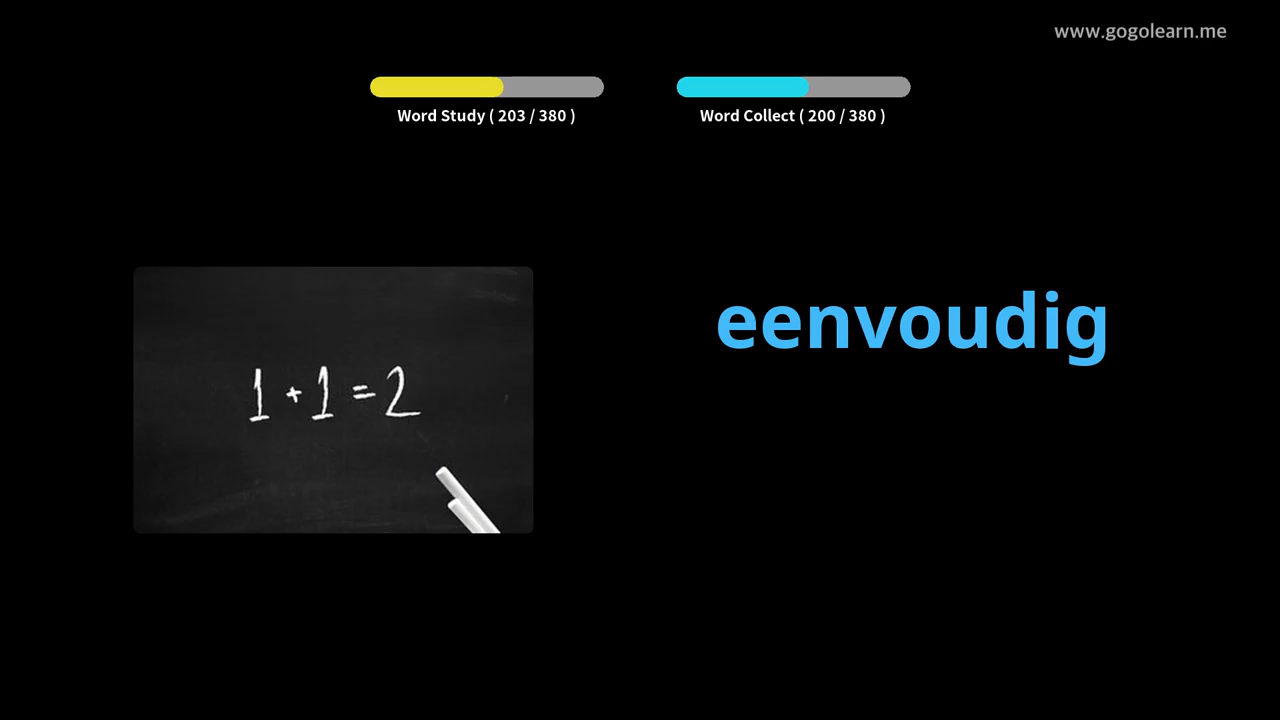 www.gogolearn.me
Word Study ( 203 / 380 )
Word Collect ( 200 / 380 )
eenvoudig
1 + 1 = 2